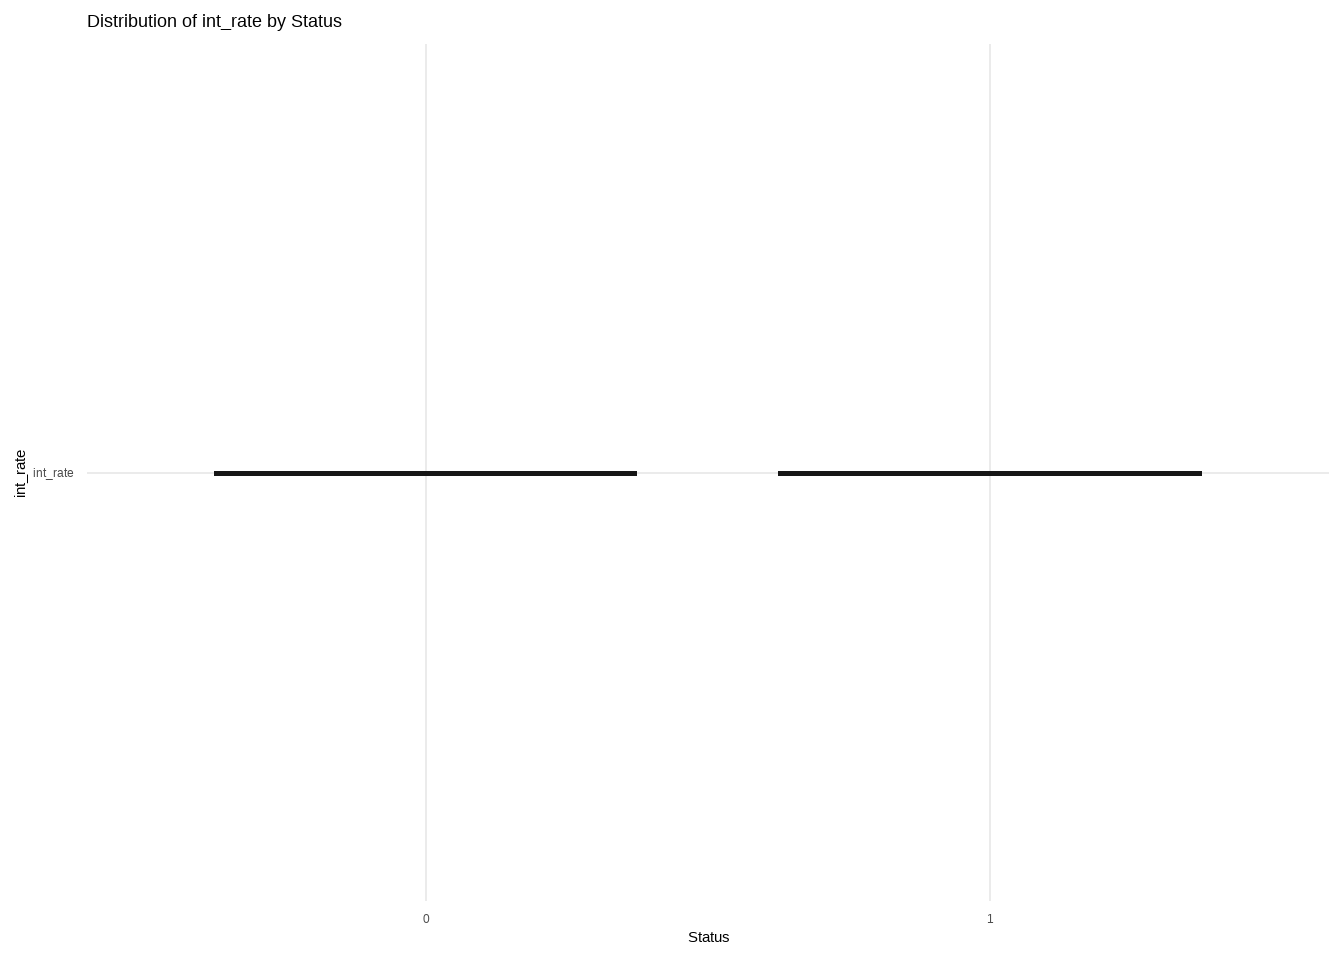 Distribution of int_rate by Status
int_rate
int_rate
0
1
Status